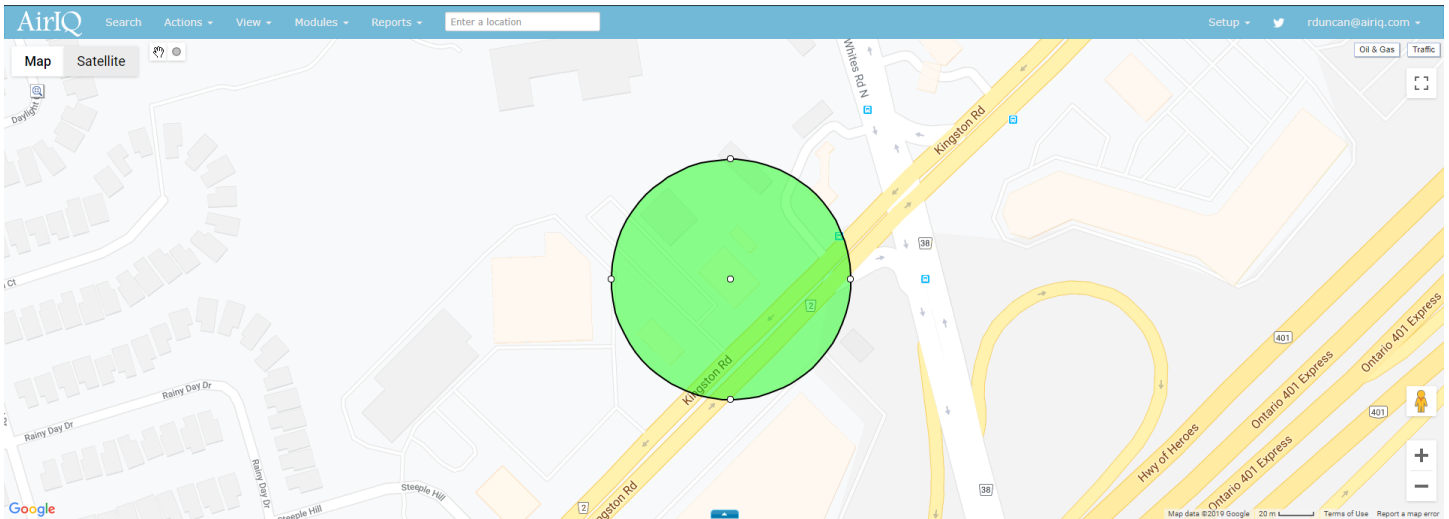 AirIQ Search Actions View Modules Reports Enter a location Setup rduncan@airiq.com
Map Satellite
Oil & Gas Traffic
Whites Rd N
Daylight
Kingston Rd
38
Ct
2
401
Ontario 401 Express
Kingston Rd
Rainy Day Dr
Ontario 401 Express
401
Rainy Day Dr
Hwy of Heroes
Ontario 401 Express
Rainy Day Dr
Steeple Hill
38
2
Kingston Rd
Steeple Hill
Google
Map data ©2019 Google 20 m Terms of Use Report a map error